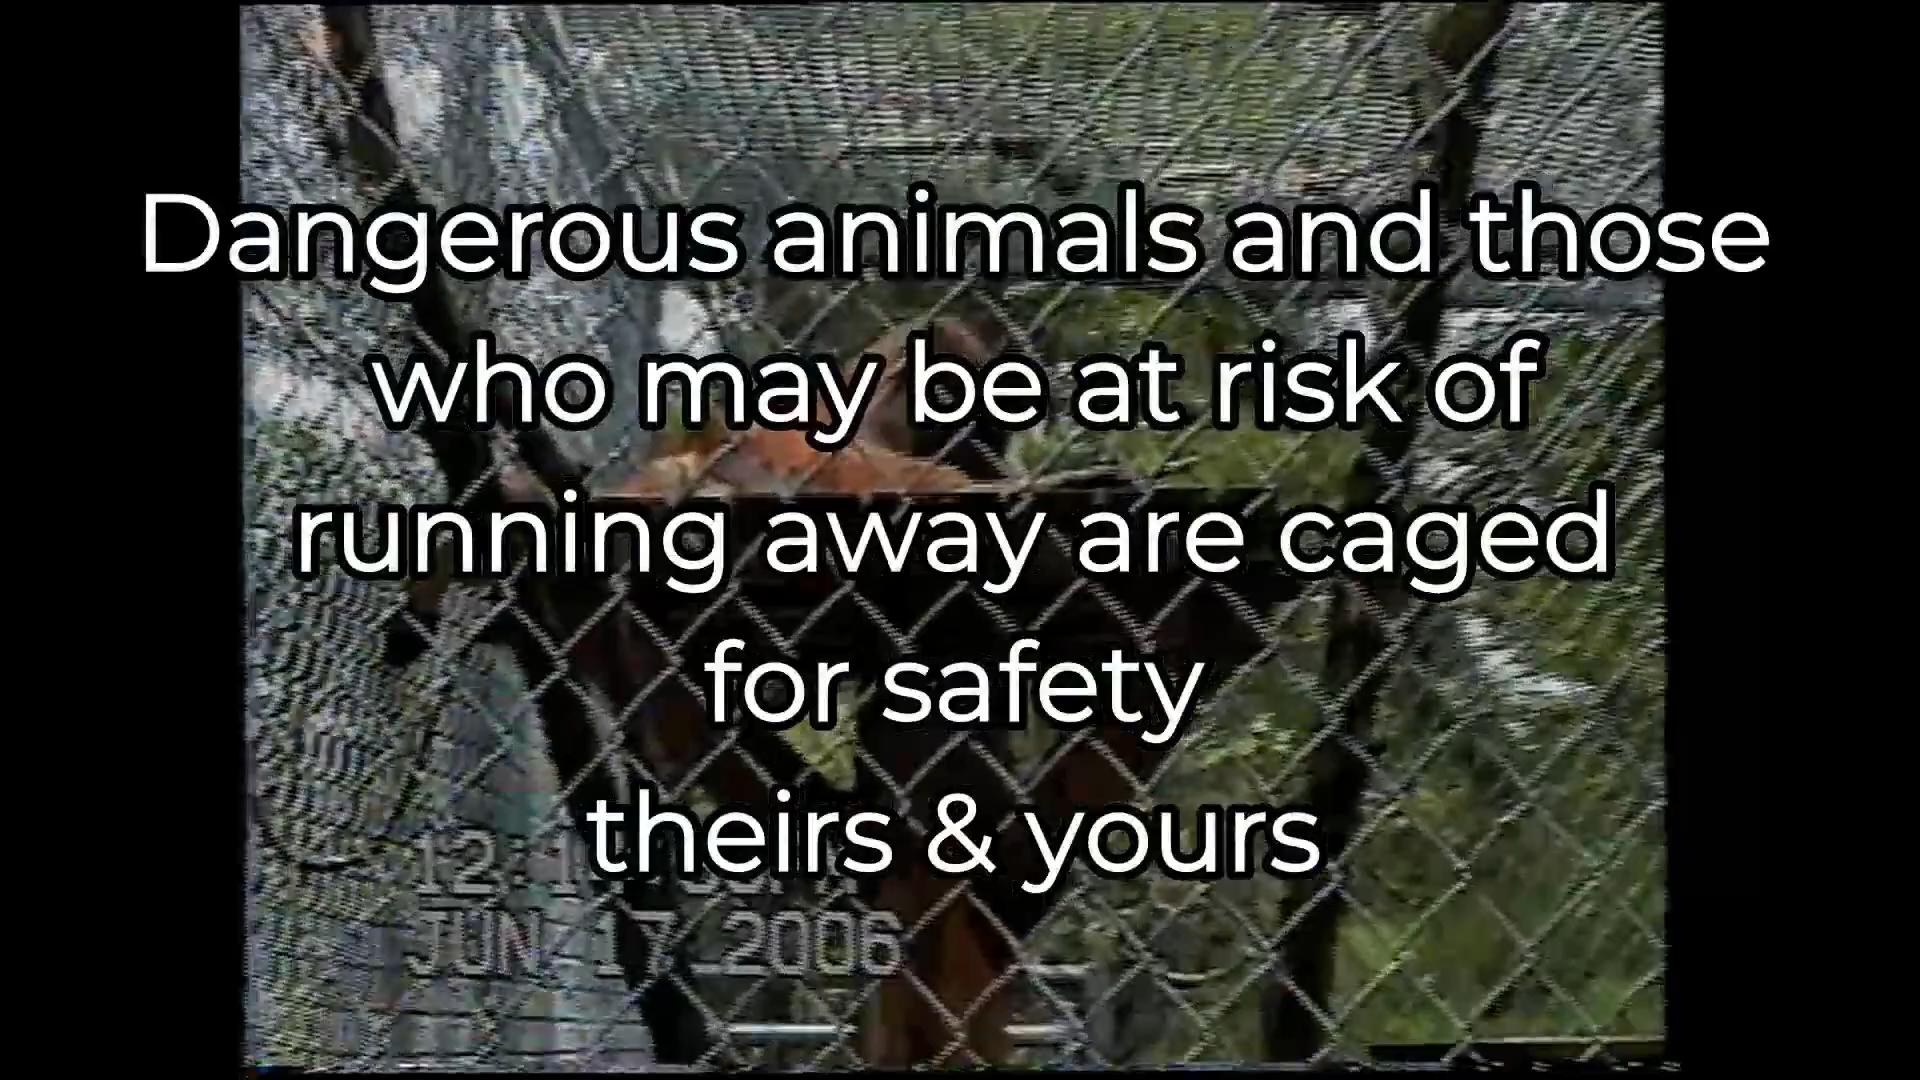 Dangerous animals and those
who may be at risk of
running away are caged
for safety
theirs & yours
JUN 17 2006